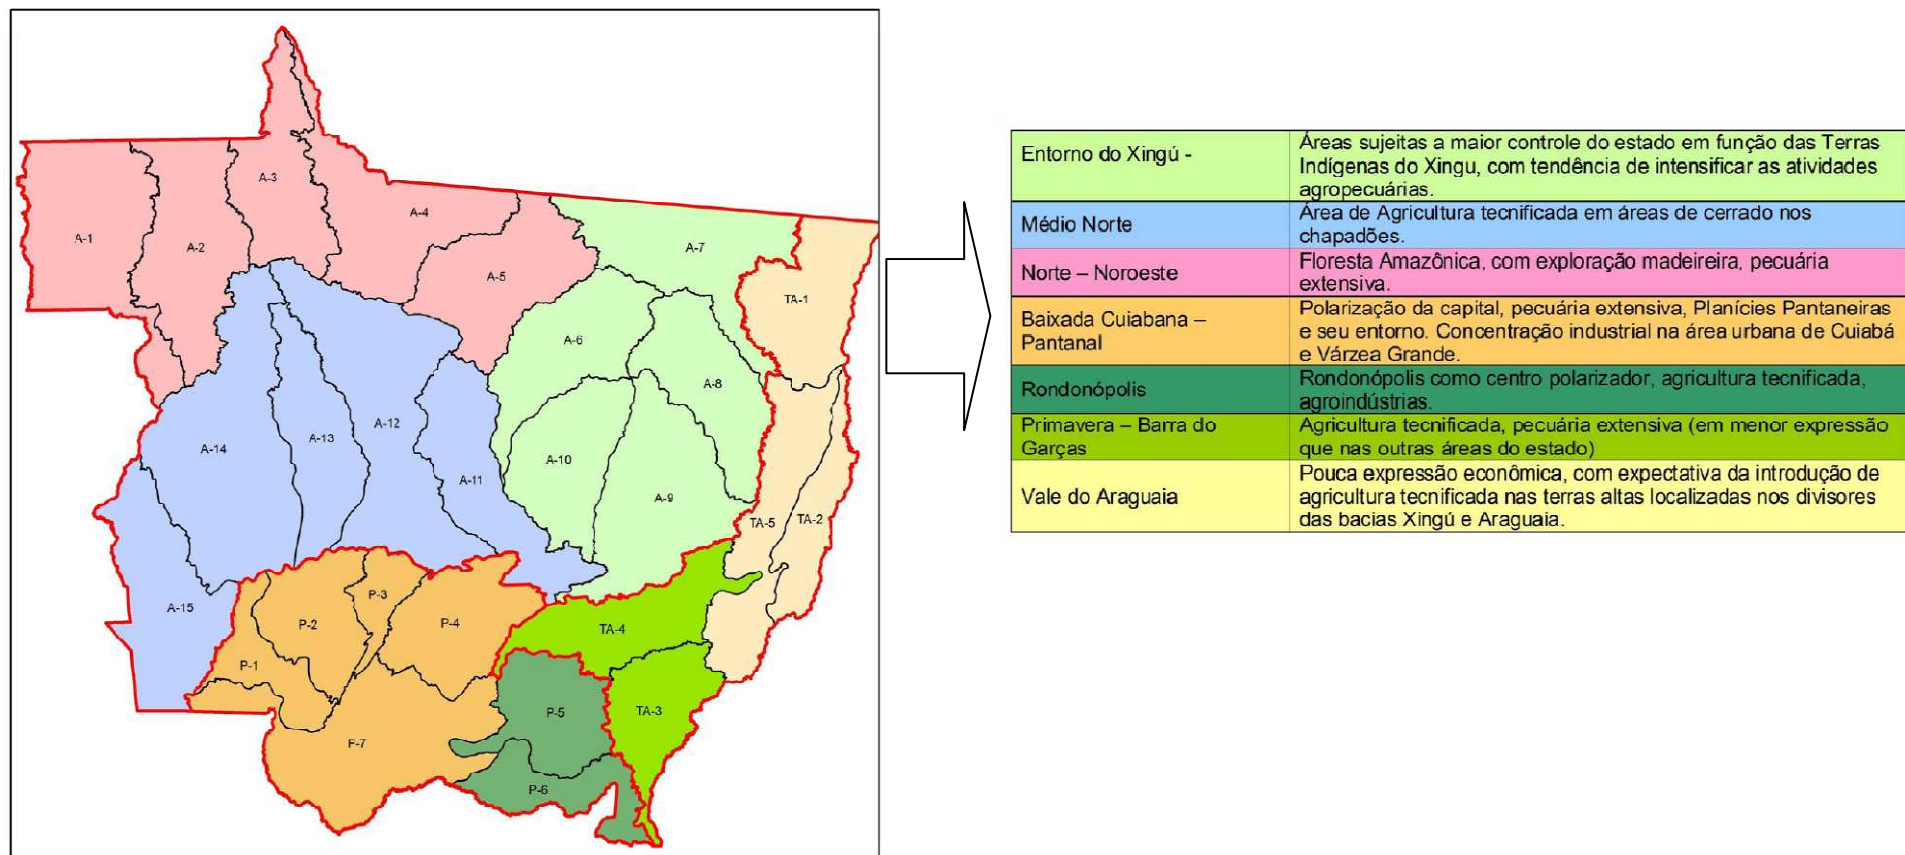 A-3
A-4
A-1
A-2
A-7
A-5
TA-1
A-6
A-8
A-12
A-13
A-14
A-10
A-11
A-9
TA-5
TA-2
A-15
P-3
P-2
P-4
TA-4
P-1
P-5
TA-3
P-7
P-6
Entorno do Xingú -
Áreas sujeitas a maior controle do estado em função das Terras
Indígenas do Xingu, com tendência de intensificar as atividades
agropecuárias.
Médio Norte
Área de Agricultura tecnificada em áreas de cerrado nos
chapadões.
Norte – Noroeste
Floresta Amazônica, com exploração madeireira, pecuária
extensiva.
Baixada Cuiabana –
Pantanal
Polarização da capital, pecuária extensiva, Planícies Pantaneiras
e seu entorno. Concentração industrial na área urbana de Cuiabá
e Várzea Grande.
Rondonópolis
Rondonópolis como centro polarizador, agricultura tecnificada,
agroindústrias.
Primavera – Barra do
Garças
Agricultura tecnificada, pecuária extensiva (em menor expressão
que nas outras áreas do estado)
Vale do Araguaia
Pouca expressão econômica, com expectativa da introdução de
agricultura tecnificada nas terras altas localizadas nos divisores
das bacias Xingú e Araguaia.